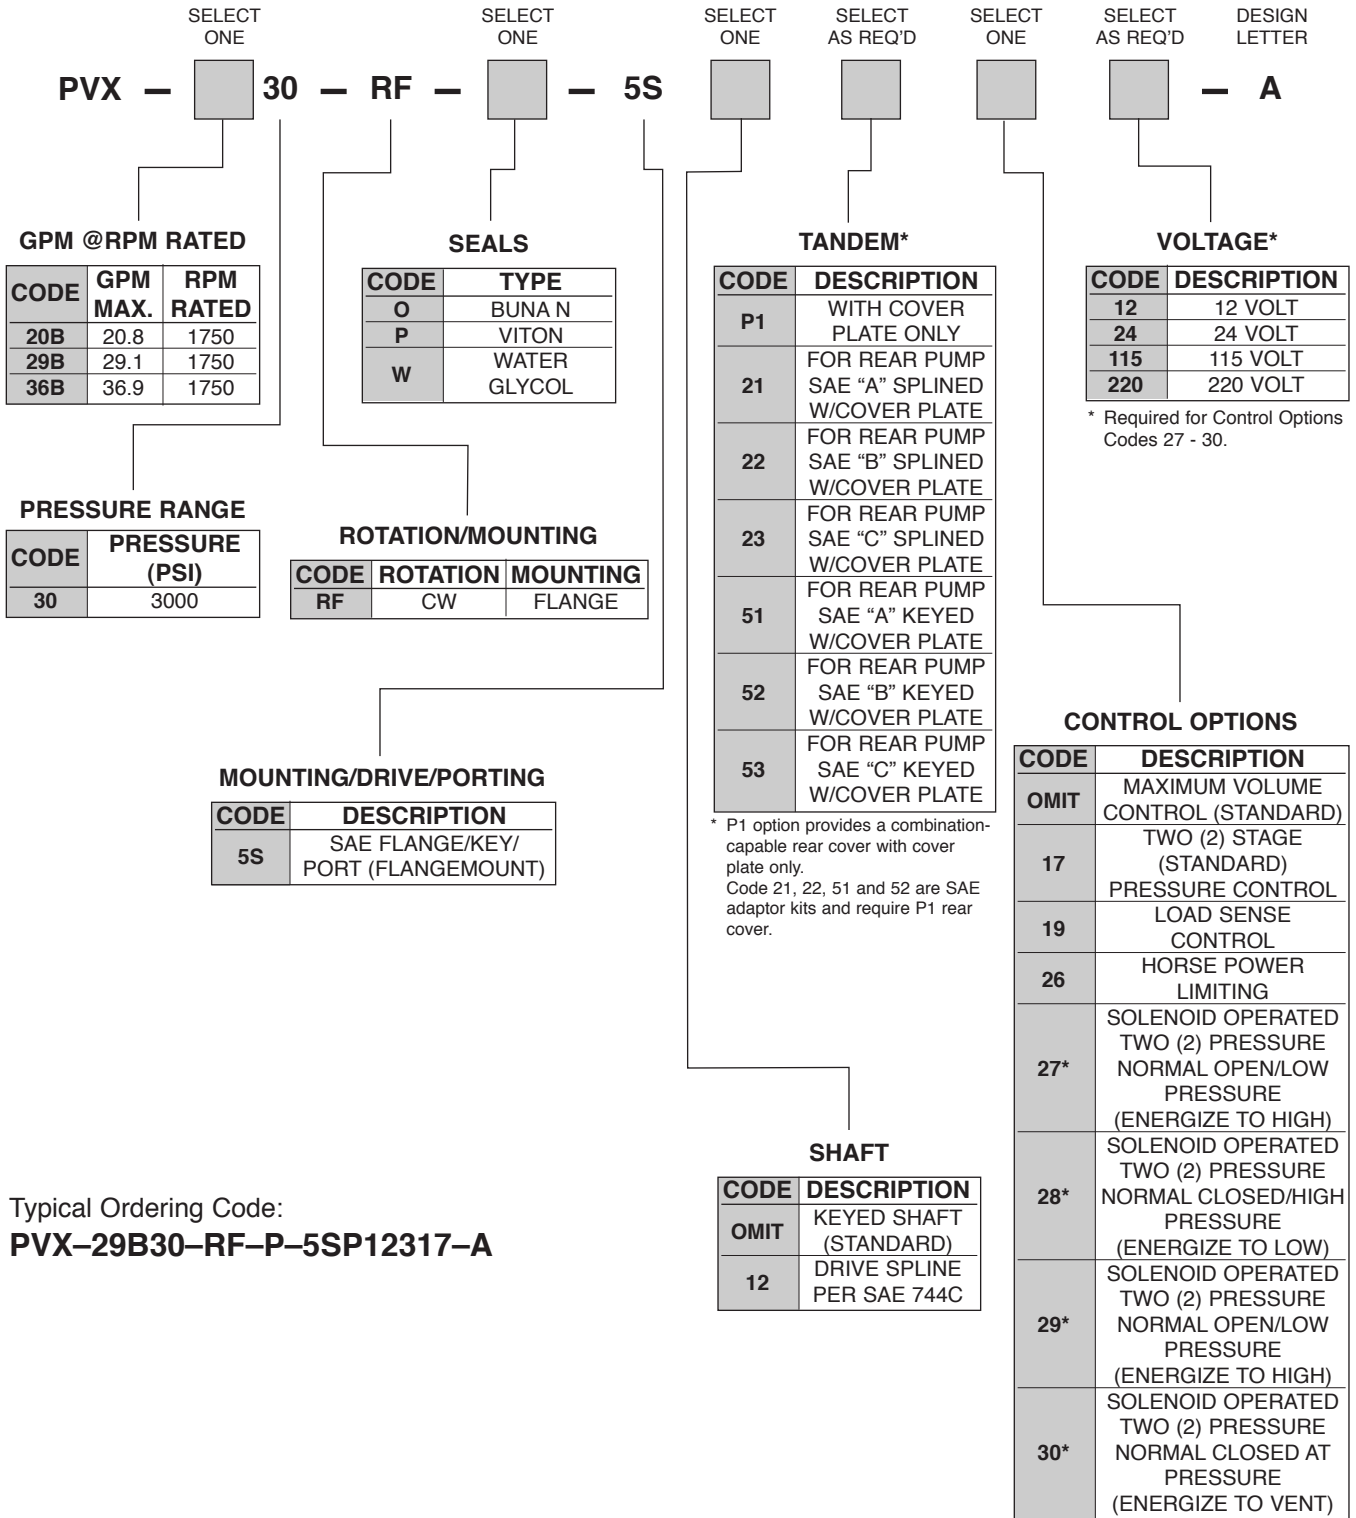 SELECT
ONE
SELECT
ONE
SELECT
ONE
SELECT
AS REQ’D
SELECT
ONE
SELECT
AS REQ’D
DESIGN
LETTER
PVX – 30 – RF – – 5S – A
GPM @RPM RATED
CODE GPM MAX. RPM RATED
20B 20.8 1750
29B 29.1 1750
36B 36.9 1750
PRESSURE RANGE
CODE PRESSURE (PSI)
30 3000
SEALS
CODE TYPE
O BUNA N
P VITON
W WATER
GLYCOL
ROTATION/MOUNTING
CODE ROTATION MOUNTING
RF CW FLANGE
MOUNTING/DRIVE/PORTING
CODE DESCRIPTION
5S SAE FLANGE/KEY/
PORT (FLANGEMOUNT)
TANDEM*
CODE DESCRIPTION
P1 WITH COVER
PLATE ONLY
21 FOR REAR PUMP
SAE “A” SPLINED
W/COVER PLATE
22 FOR REAR PUMP
SAE “B” SPLINED
W/COVER PLATE
23 FOR REAR PUMP
SAE “C” SPLINED
W/COVER PLATE
51 FOR REAR PUMP
SAE “A” KEYED
W/COVER PLATE
52 FOR REAR PUMP
SAE “B” KEYED
W/COVER PLATE
53 FOR REAR PUMP
SAE “C” KEYED
W/COVER PLATE
* P1 option provides a combination-
capable rear cover with cover
plate only.
Code 21, 22, 51 and 52 are SAE
adaptor kits and require P1 rear
cover.
VOLTAGE*
CODE DESCRIPTION
12 12 VOLT
24 24 VOLT
115 115 VOLT
220 220 VOLT
* Required for Control Options
Codes 27 - 30.
CONTROL OPTIONS
CODE DESCRIPTION
OMIT MAXIMUM VOLUME
CONTROL (STANDARD)
17 TWO (2) STAGE
(STANDARD)
PRESSURE CONTROL
19 LOAD SENSE
CONTROL
26 HORSE POWER
LIMITING
27* SOLENOID OPERATED
TWO (2) PRESSURE
NORMAL OPEN/LOW
PRESSURE
(ENERGIZE TO HIGH)
28* SOLENOID OPERATED
TWO (2) PRESSURE
NORMAL CLOSED/HIGH
PRESSURE
(ENERGIZE TO LOW)
29* SOLENOID OPERATED
TWO (2) PRESSURE
NORMAL OPEN/LOW
PRESSURE
(ENERGIZE TO HIGH)
30* SOLENOID OPERATED
TWO (2) PRESSURE
NORMAL CLOSED AT
PRESSURE
(ENERGIZE TO VENT)
SHAFT
CODE DESCRIPTION
OMIT KEYED SHAFT
(STANDARD)
12 DRIVE SPLINE
PER SAE 744C
Typical Ordering Code:
PVX–29B30–RF–P–5SP12317–A